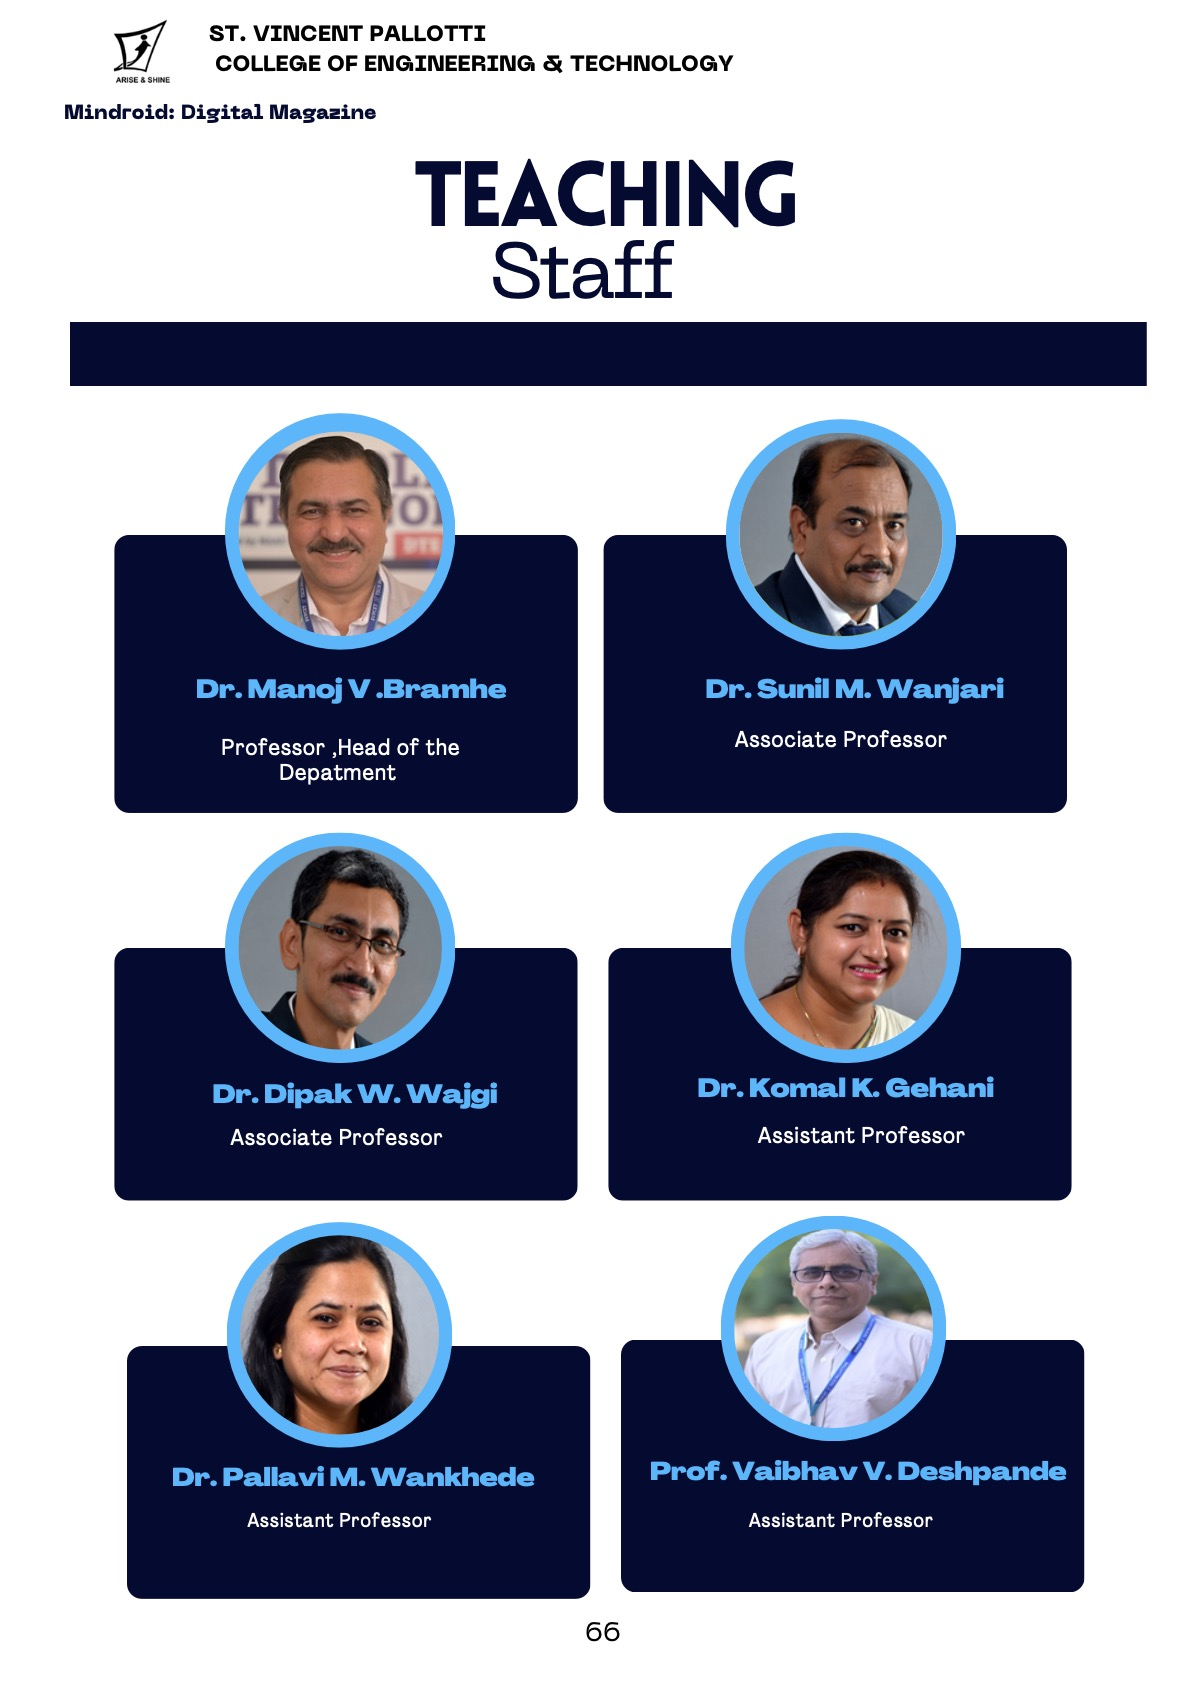 ST. VINCENT PALLOTTI
COLLEGE OF ENGINEERING & TECHNOLOGY
ARISE & SHINE
Mindroid: Digital Magazine
TEACHING
Staff
Dr. Manoj V .Bramhe
Professor ,Head of the
Depatment
Dr. Sunil M. Wanjari
Associate Professor
Dr. Dipak W. Wajgi
Associate Professor
Dr. Komal K. Gehani
Assistant Professor
Dr. Pallavi M. Wankhede
Assistant Professor
Prof. Vaibhav V. Deshpande
Assistant Professor
66